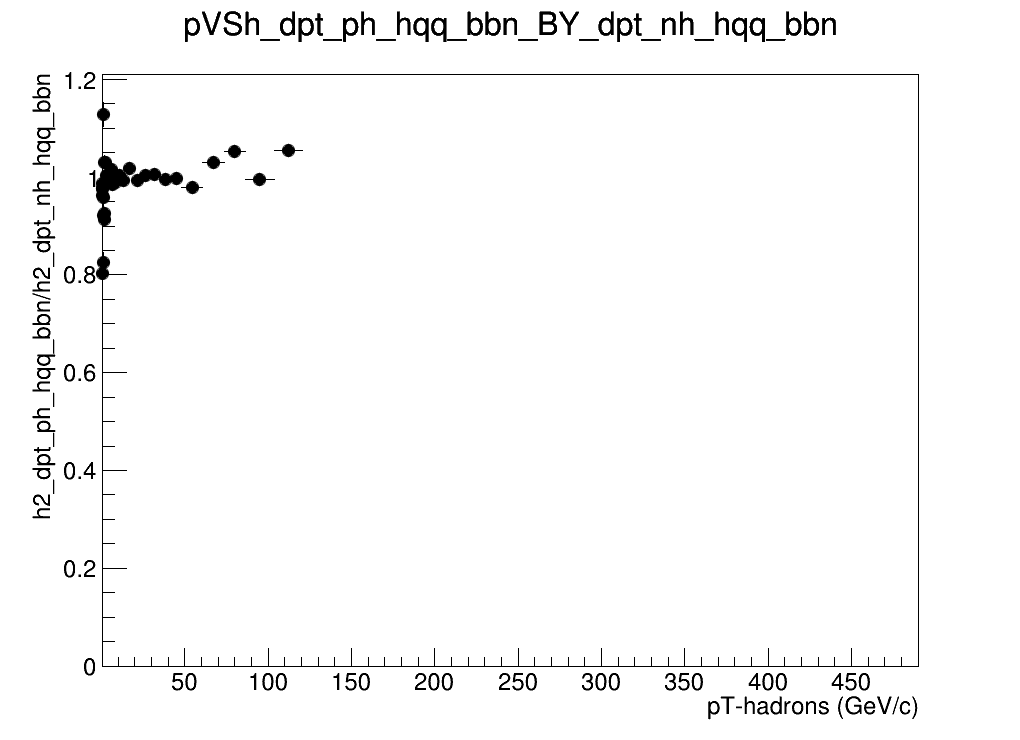 pVSh_dpt_ph_hqq_bbn_BY_dpt_nh_hqq_bbn
h2_dpt_ph_hqq_bbn/h2_dpt_nh_hqq_bbn
1.2
1
0.8
0.6
0.4
0.2
0
50 100 150 200 250 300 350 400 450
pT-hadrons (GeV/c)